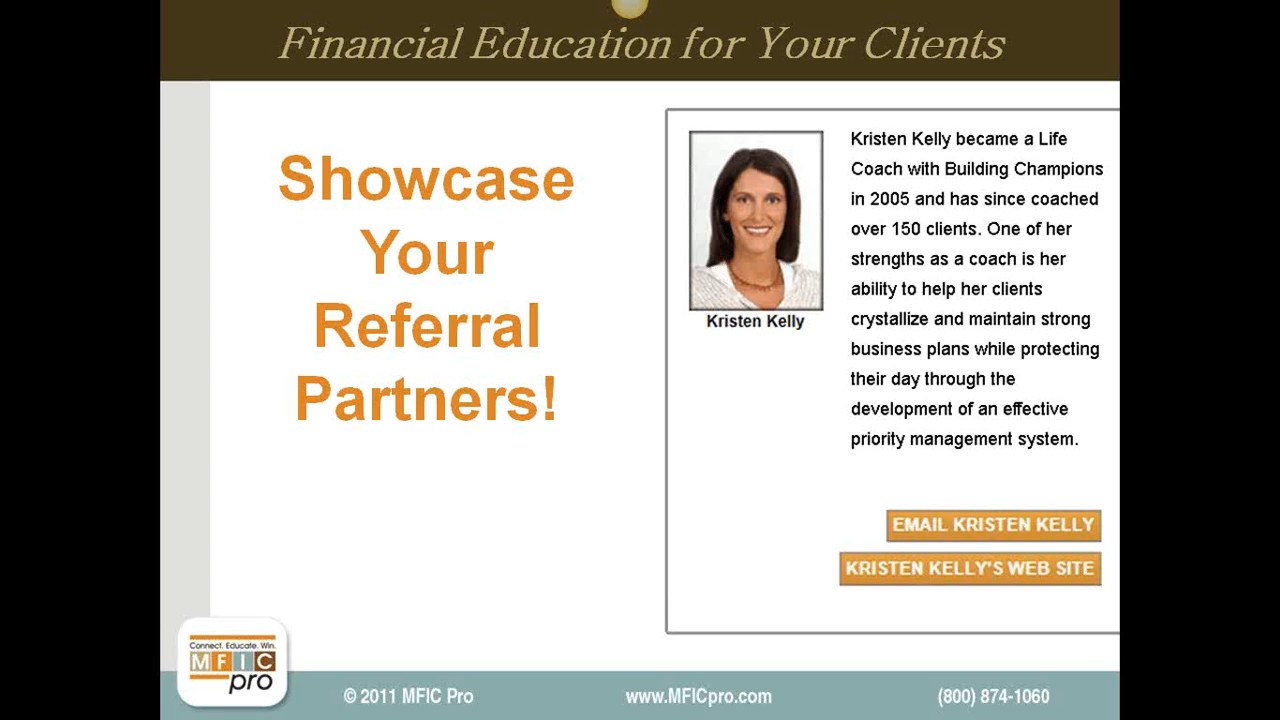 Financial Education for Your Clients
Showcase
Your
Referral
Partners!
Kristen Kelly
Kristen Kelly became a Life
Coach with Building Champions
in 2005 and has since coached
over 150 clients. One of her
strengths as a coach is her
ability to help her clients
crystallize and maintain strong
business plans while protecting
their day through the
development of an effective
priority management system.
EMAIL KRISTEN KELLY
KRISTEN KELLY'S WEB SITE
Connect. Educate. Win.
MFIC
pro
© 2011 MFIC Pro
www.MFICpro.com
(800) 874-1060